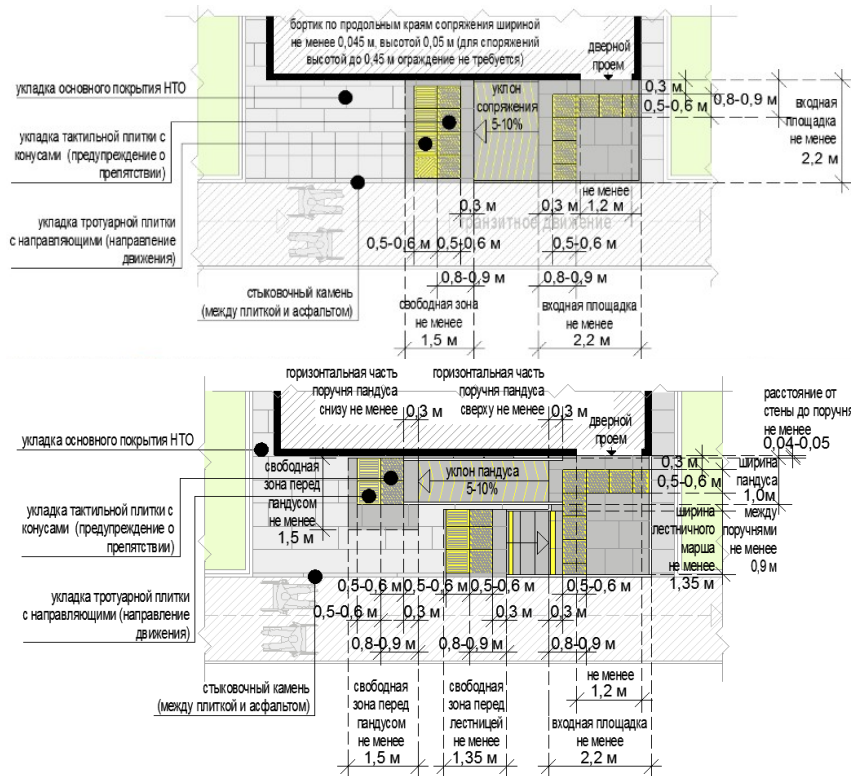 бортик по продольным краям сопряжения шириной
не менее 0,045 м, высотой 0,05 м (для спряжений
высотой до 0,45 м ограждение не требуется)
дверной
проем
укладка основного покрытия НТО
укладка тактильной плитки с
конусами (предупреждение о
препятствии)
укладка тротуарной плитки
с направляющими (направление
движения)
стыковочный камень
(между плиткой и асфальтом)
уклон
сопряжения
5-10%
0,3 м
0,5-0,6 м
0,8-0,9 м
входная
площадка
не менее
2,2 м
не менее
1,2 м
0,3 м
0,3 м
транзитное движение
0,5-0,6 м
0,5-0,6 м
0,5-0,6 м
0,8-0,9 м
0,8-0,9 м
свободная зона
не менее
1,5 м
входная площадка
не менее
2,2 м
горизонтальная часть
поручня пандуса
снизу не менее
0,3 м
горизонтальная часть
поручня пандуса
сверху не менее
0,3 м
дверной
проем
расстояние от
стены до поручня
не менее
0,04-0,05
укладка основного покрытия НТО
укладка тактильной плитки с
конусами (предупреждение о
препятствии)
укладка тротуарной плитки
с направляющими (направление
движения)
стыковочный камень
(между плиткой и асфальтом)
свободная
зона перед
пандусом
не менее
1,5 м
уклон пандуса
5-10%
0,3 м
0,5-0,6 м
ширина
пандуса
1,0м
между
поручнями
не менее
0,9 м
ширина
лестничного
марша
не менее
1,35 м
0,5-0,6 м
0,5-0,6 м
0,5-0,6 м
0,5-0,6 м
0,5-0,6 м
0,3 м
0,3 м
0,3 м
0,8-0,9 м
0,8-0,9 м
0,8-0,9 м
не менее
1,2 м
свободная
зона перед
пандусом
не менее
1,5 м
свободная
зона перед
лестницей
не менее
1,35 м
входная площадка
не менее
2,2 м